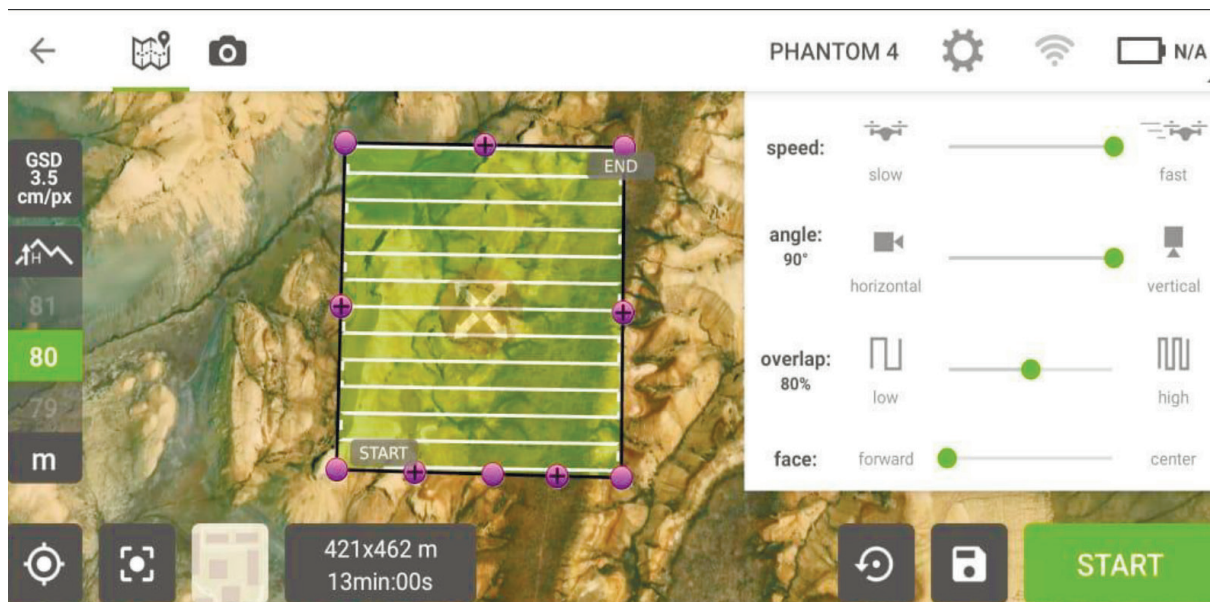 PHANTOM 4
N/A
GSD
3.5
cm/px
H
81
80
79
m
END
START
421x462 m
13min:00s
speed:
slow
fast
angle:
90°
horizontal
vertical
overlap:
80%
low
high
face:
forward
center
START